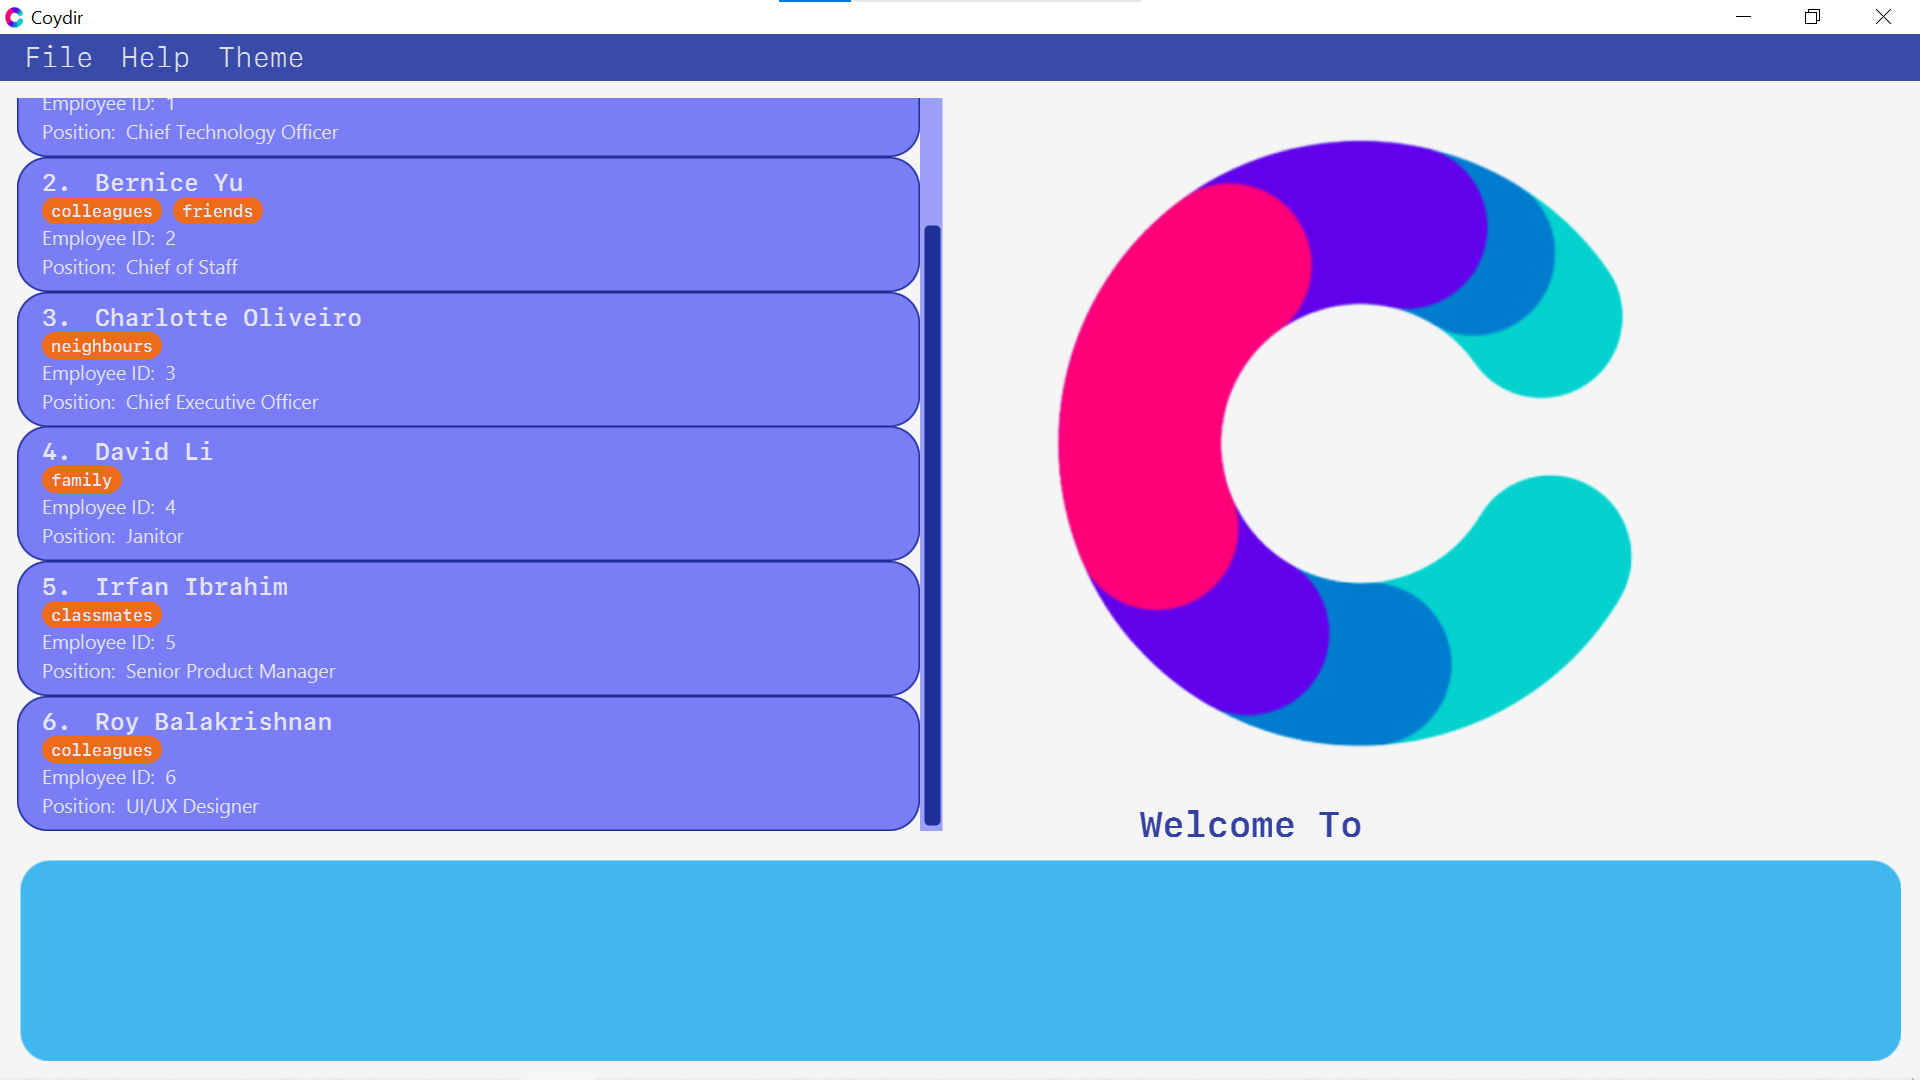 Coydir
File Help Theme
Employee ID: 1
Position: Chief Technology Officer
2. Bernice Yu
colleagues friends
Employee ID: 2
Position: Chief of Staff
3. Charlotte Oliveiro
neighbours
Employee ID: 3
Position: Chief Executive Officer
4. David Li
family
Employee ID: 4
Position: Janitor
5. Irfan Ibrahim
classmates
Employee ID: 5
Position: Senior Product Manager
6. Roy Balakrishnan
colleagues
Employee ID: 6
Position: UI/UX Designer
Welcome To